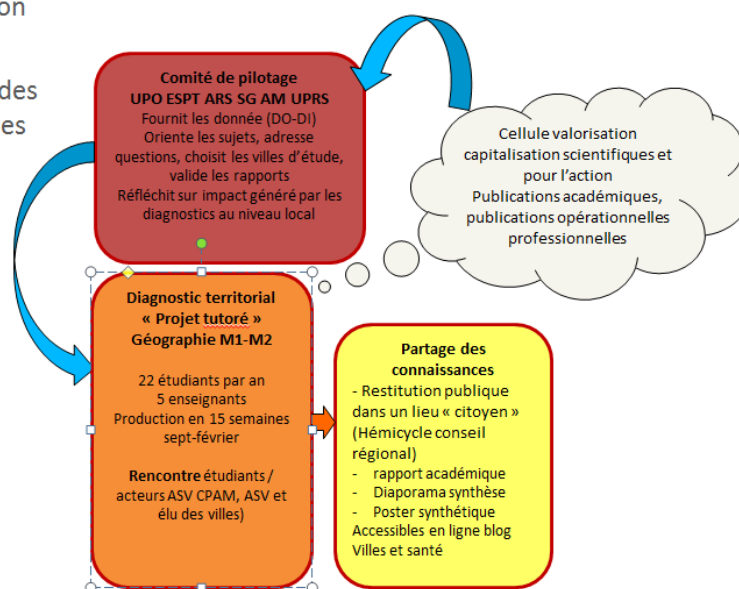 on
des
es
Comité de pilotage
UPO ESPT ARS SG AM UPRS
Fournit les donnée (DO-DI)
Oriente les sujets, adresse
questions, choisit les villes d'étude,
valide les rapports
Réfléchit sur impact généré par les
diagnostics au niveau local
Cellule valorisation
capitalisation scientifiques et
pour l'action
Publications académiques,
publications opérationnelles
professionnelles
Diagnostic territorial
« Projet tutoré »
Géographie M1-M2
22 étudiants par an
5 enseignants
Production en 15 semaines
sept-février
Rencontre étudiants /
acteurs ASV CPAM, ASV et
élu des villes)
Partage des
connaissances
- Restitution publique
dans un lieu « citoyen »
(Hémicycle conseil
régional)
- rapport académique
- Diaporama synthèse
- Poster synthétique
Accessibles en ligne blog
Villes et santé